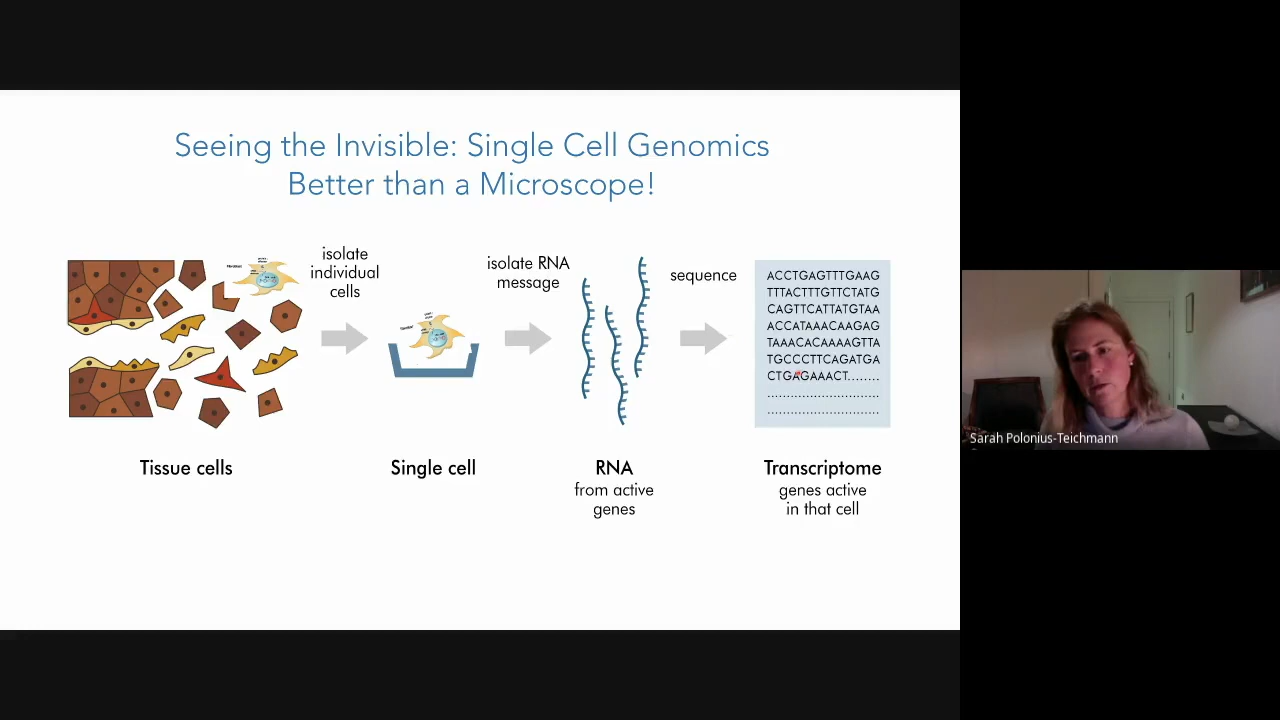 Seeing the Invisible: Single Cell Genomics
Better than a Microscope!
isolate
individual
cells
isolate RNA
message
sequence
ACCTGAGTTTGAAG
TTTACTTTGTTCTATG
CAGTTCATTATGTAA
ACCATAAACAAGAG
TAAACACAAAAGTTA
TGCCCTTCAGATGA
CTGAGAAACT........
.............................
.............................
Tissue cells
Single cell
RNA
from active
genes
Transcriptome
genes active
in that cell
Sarah Polonius-Teichmann